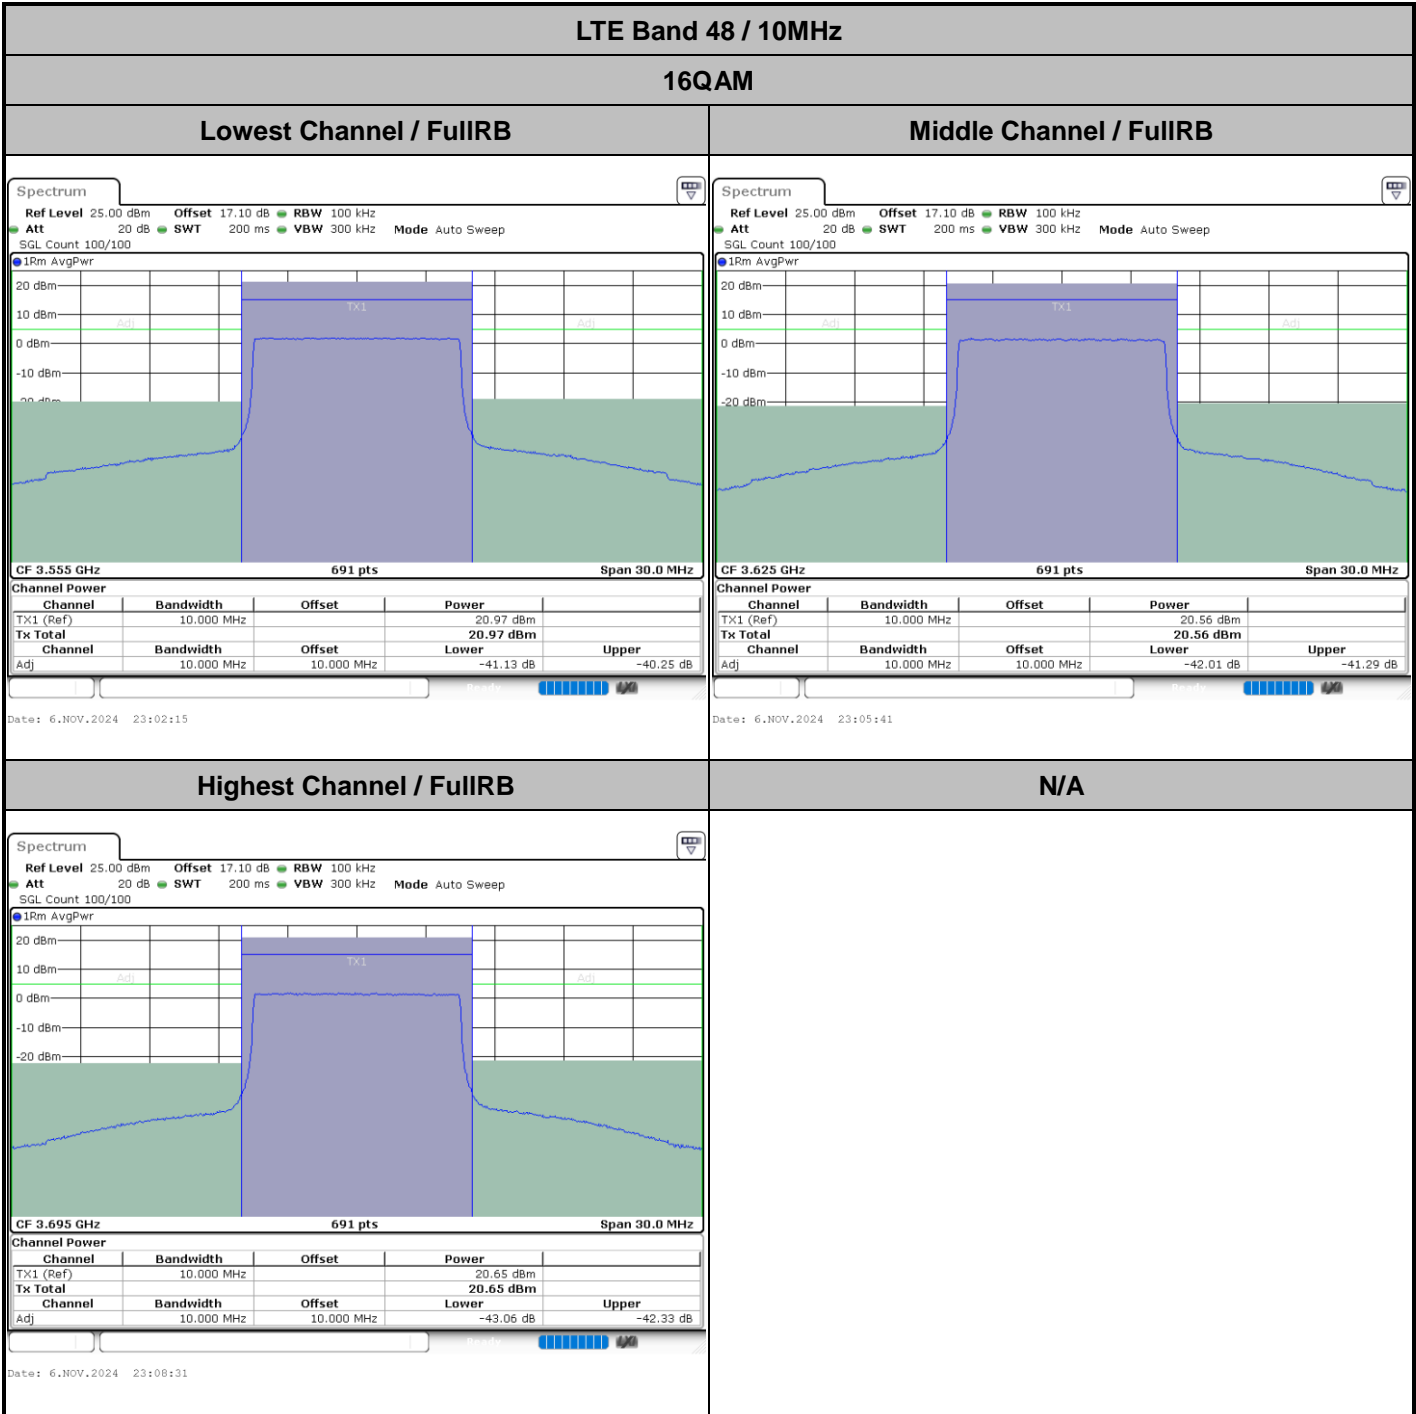 LTE Band 48 / 10MHz
16QAM
Lowest Channel / FullRB
Middle Channel / FullRB
Spectrum
Ref Level 25.00 dBm Offset 17.10 dB RBW 100 kHz
Att 20 dB SWT 200 ms VBW 300 kHz Mode Auto Sweep
SGL Count 100/100
1Rm AvgPwr
20 dBm
TX1
10 dBm
Adj
Adj
0 dBm
-10 dBm
-20 dBm
CF 3.555 GHz 691 pts Span 30.0 MHz
Channel Power
Channel Bandwidth Offset Power
TX1 (Ref) 10.000 MHz 20.97 dBm
Tx Total 20.97 dBm
Channel Bandwidth Offset Lower Upper
Adj 10.000 MHz 10.000 MHz -41.13 dB -40.25 dB
Ready
Date: 6.NOV.2024 23:02:15
Spectrum
Ref Level 25.00 dBm Offset 17.10 dB RBW 100 kHz
Att 20 dB SWT 200 ms VBW 300 kHz Mode Auto Sweep
SGL Count 100/100
1Rm AvgPwr
20 dBm
TX1
10 dBm
Adj
Adj
0 dBm
-10 dBm
-20 dBm
CF 3.625 GHz 691 pts Span 30.0 MHz
Channel Power
Channel Bandwidth Offset Power
TX1 (Ref) 10.000 MHz 20.56 dBm
Tx Total 20.56 dBm
Channel Bandwidth Offset Lower Upper
Adj 10.000 MHz 10.000 MHz -42.01 dB -41.29 dB
Ready
Date: 6.NOV.2024 23:05:41
Highest Channel / FullRB
N/A
Spectrum
Ref Level 25.00 dBm Offset 17.10 dB RBW 100 kHz
Att 20 dB SWT 200 ms VBW 300 kHz Mode Auto Sweep
SGL Count 100/100
1Rm AvgPwr
20 dBm
TX1
10 dBm
Adj
Adj
0 dBm
-10 dBm
-20 dBm
CF 3.695 GHz 691 pts Span 30.0 MHz
Channel Power
Channel Bandwidth Offset Power
TX1 (Ref) 10.000 MHz 20.65 dBm
Tx Total 20.65 dBm
Channel Bandwidth Offset Lower Upper
Adj 10.000 MHz 10.000 MHz -43.06 dB -42.33 dB
Ready
Date: 6.NOV.2024 23:08:31